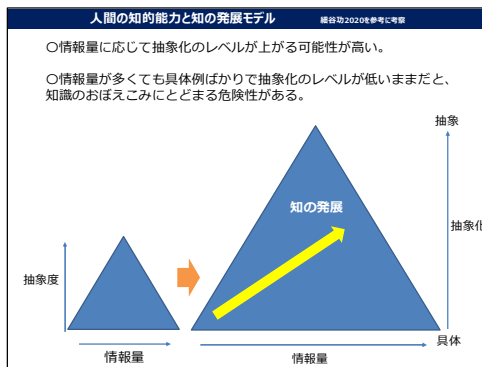 人間の知的能力と知の発展モデル 細谷功2020を参考に考察
〇情報量に応じて抽象化のレベルが上がる可能性が高い。
〇情報量が多くても具体例ばかりで抽象化のレベルが低いままだと、
知識のおぼえこみにとどまる危険性がある。
抽象
知の発展
抽象化
抽象度
具体
情報量
情報量